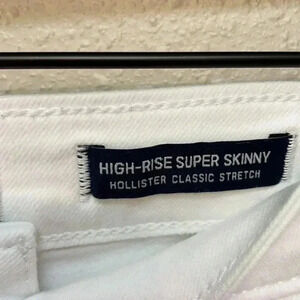 HIGH-RISE SUPER SKINNY
HOLLISTER CLASSIC STRETCH